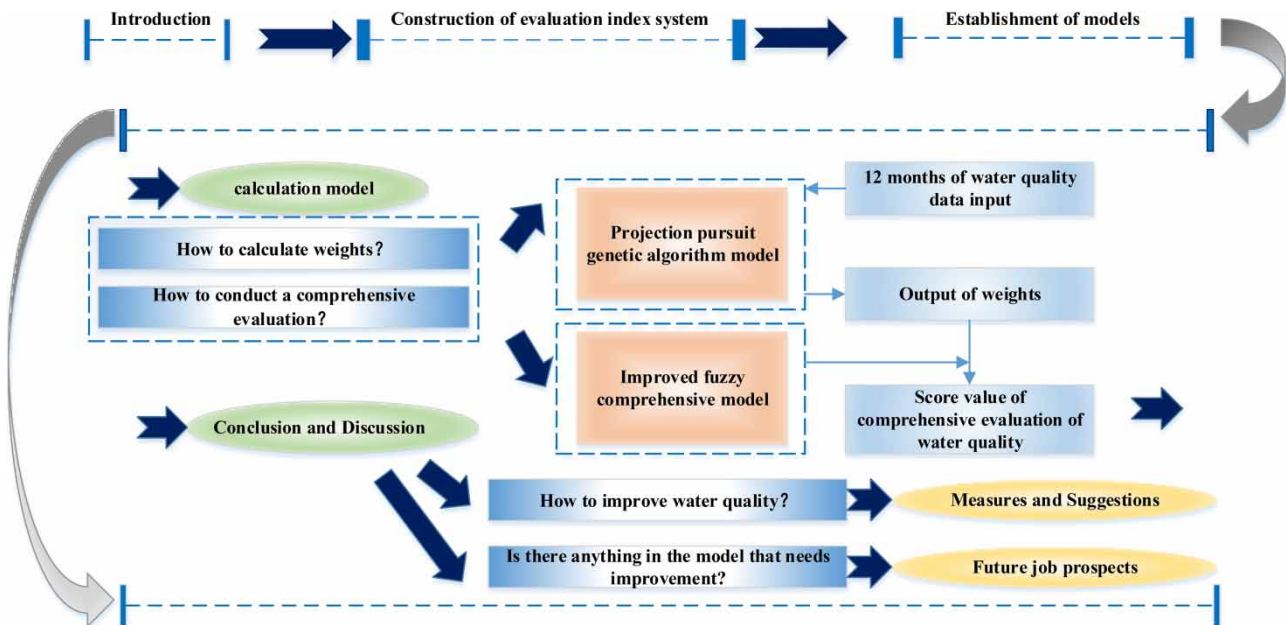 Introduction
Construction of evaluation index system
Establishment of models
calculation model
How to calculate weights?
How to conduct a comprehensive
evaluation?
Projection pursuit
genetic algorithm model
12 months of water quality
data input
Output of weights
Improved fuzzy
comprehensive model
Score value of
comprehensive evaluation of
water quality
Conclusion and Discussion
How to improve water quality?
Measures and Suggestions
Is there anything in the model that needs
improvement?
Future job prospects